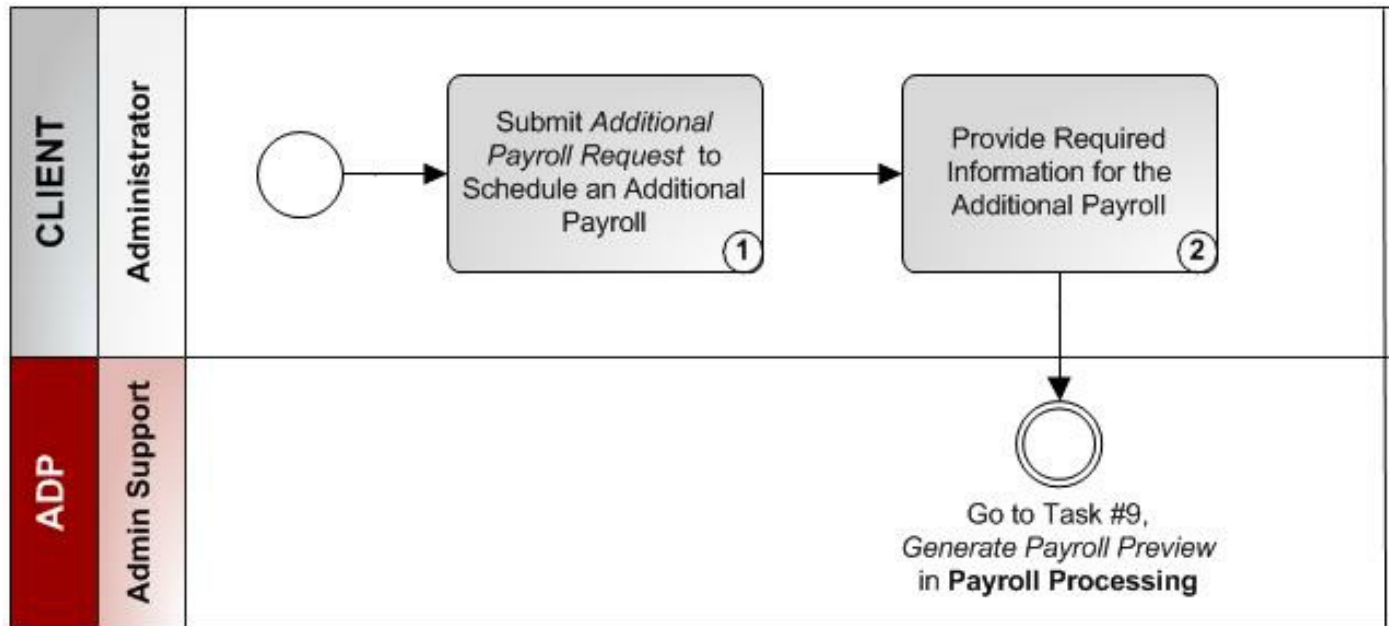 CLIENT
Administrator
Submit Additional
Payroll Request to
Schedule an Additional
Payroll
1
Provide Required
Information for the
Additional Payroll
2
ADP
Admin Support
Go to Task #9,
Generate Payroll Preview
in Payroll Processing